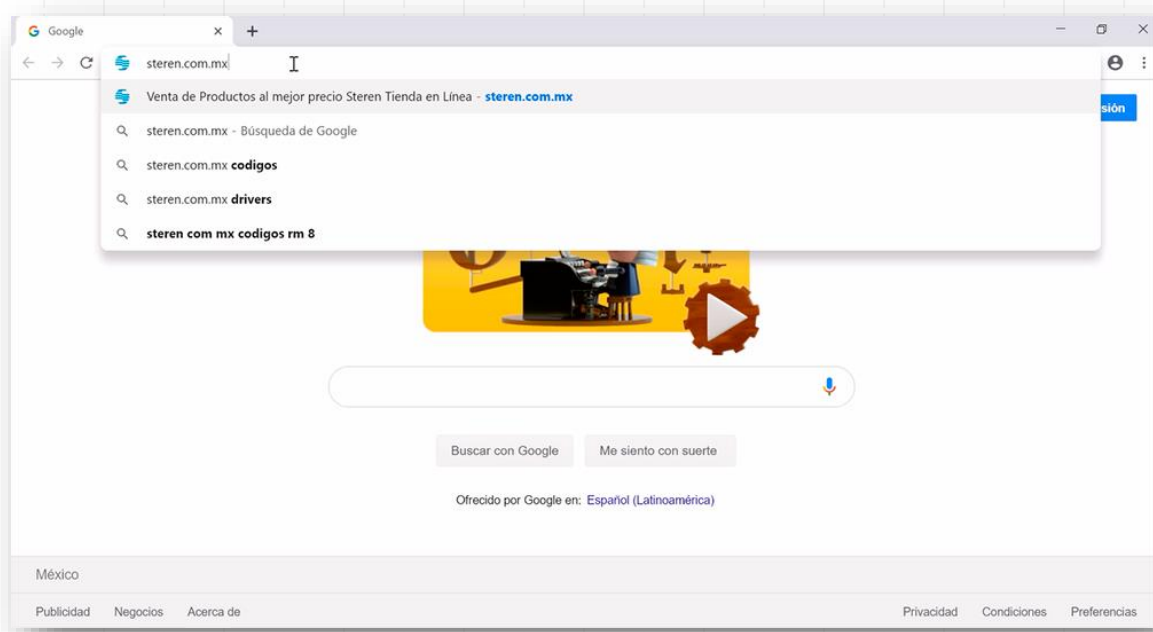 Google
steren.com.mx
Venta de Productos al mejor precio Steren Tienda en Línea - steren.com.mx
sión
steren.com.mx - Búsqueda de Google
steren.com.mx codigos
steren.com.mx drivers
steren com mx codigos rm 8
Buscar con Google
Me siento con suerte
Ofrecido por Google en: Español (Latinoamérica)
México
Publicidad Negocios Acerca de
Privacidad Condiciones Preferencias